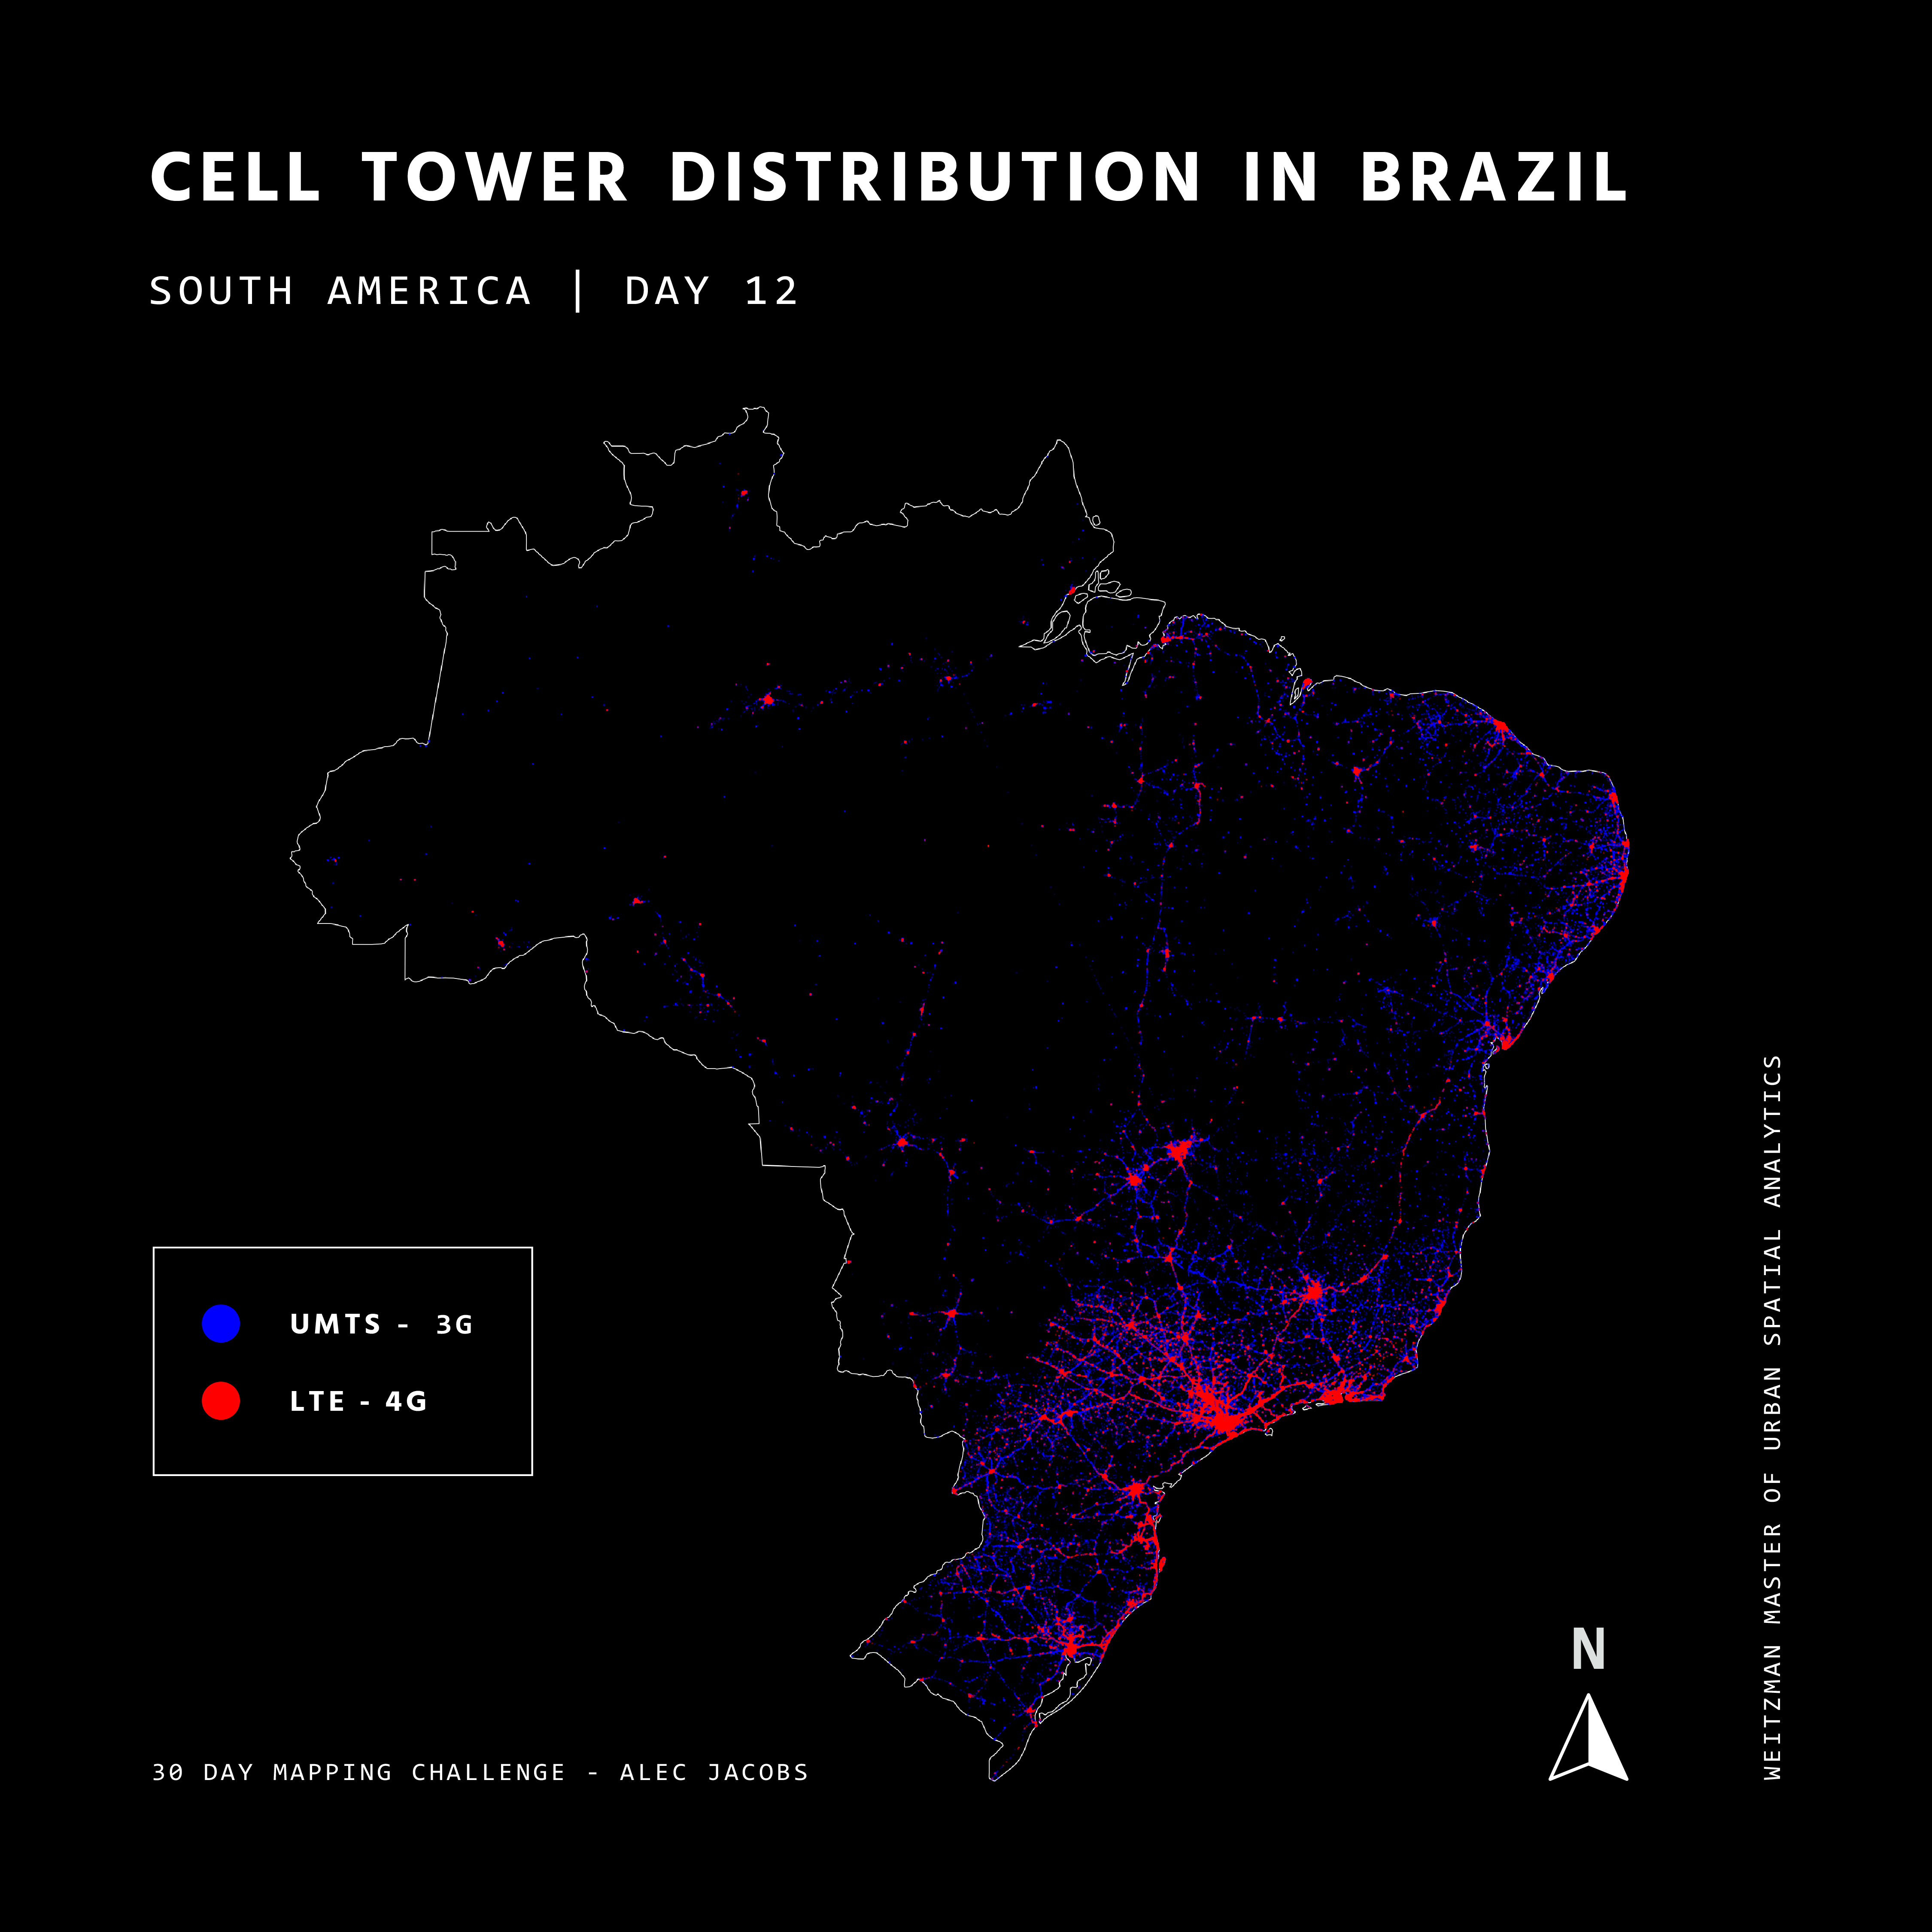 CELL TOWER DISTRIBUTION IN BRAZIL
SOUTH AMERICA | DAY 12
UMTS - 3G
LTE - 4G
N
WEITZMAN MASTER OF URBAN SPATIAL ANALYTICS
30 DAY MAPPING CHALLENGE - ALEC JACOBS